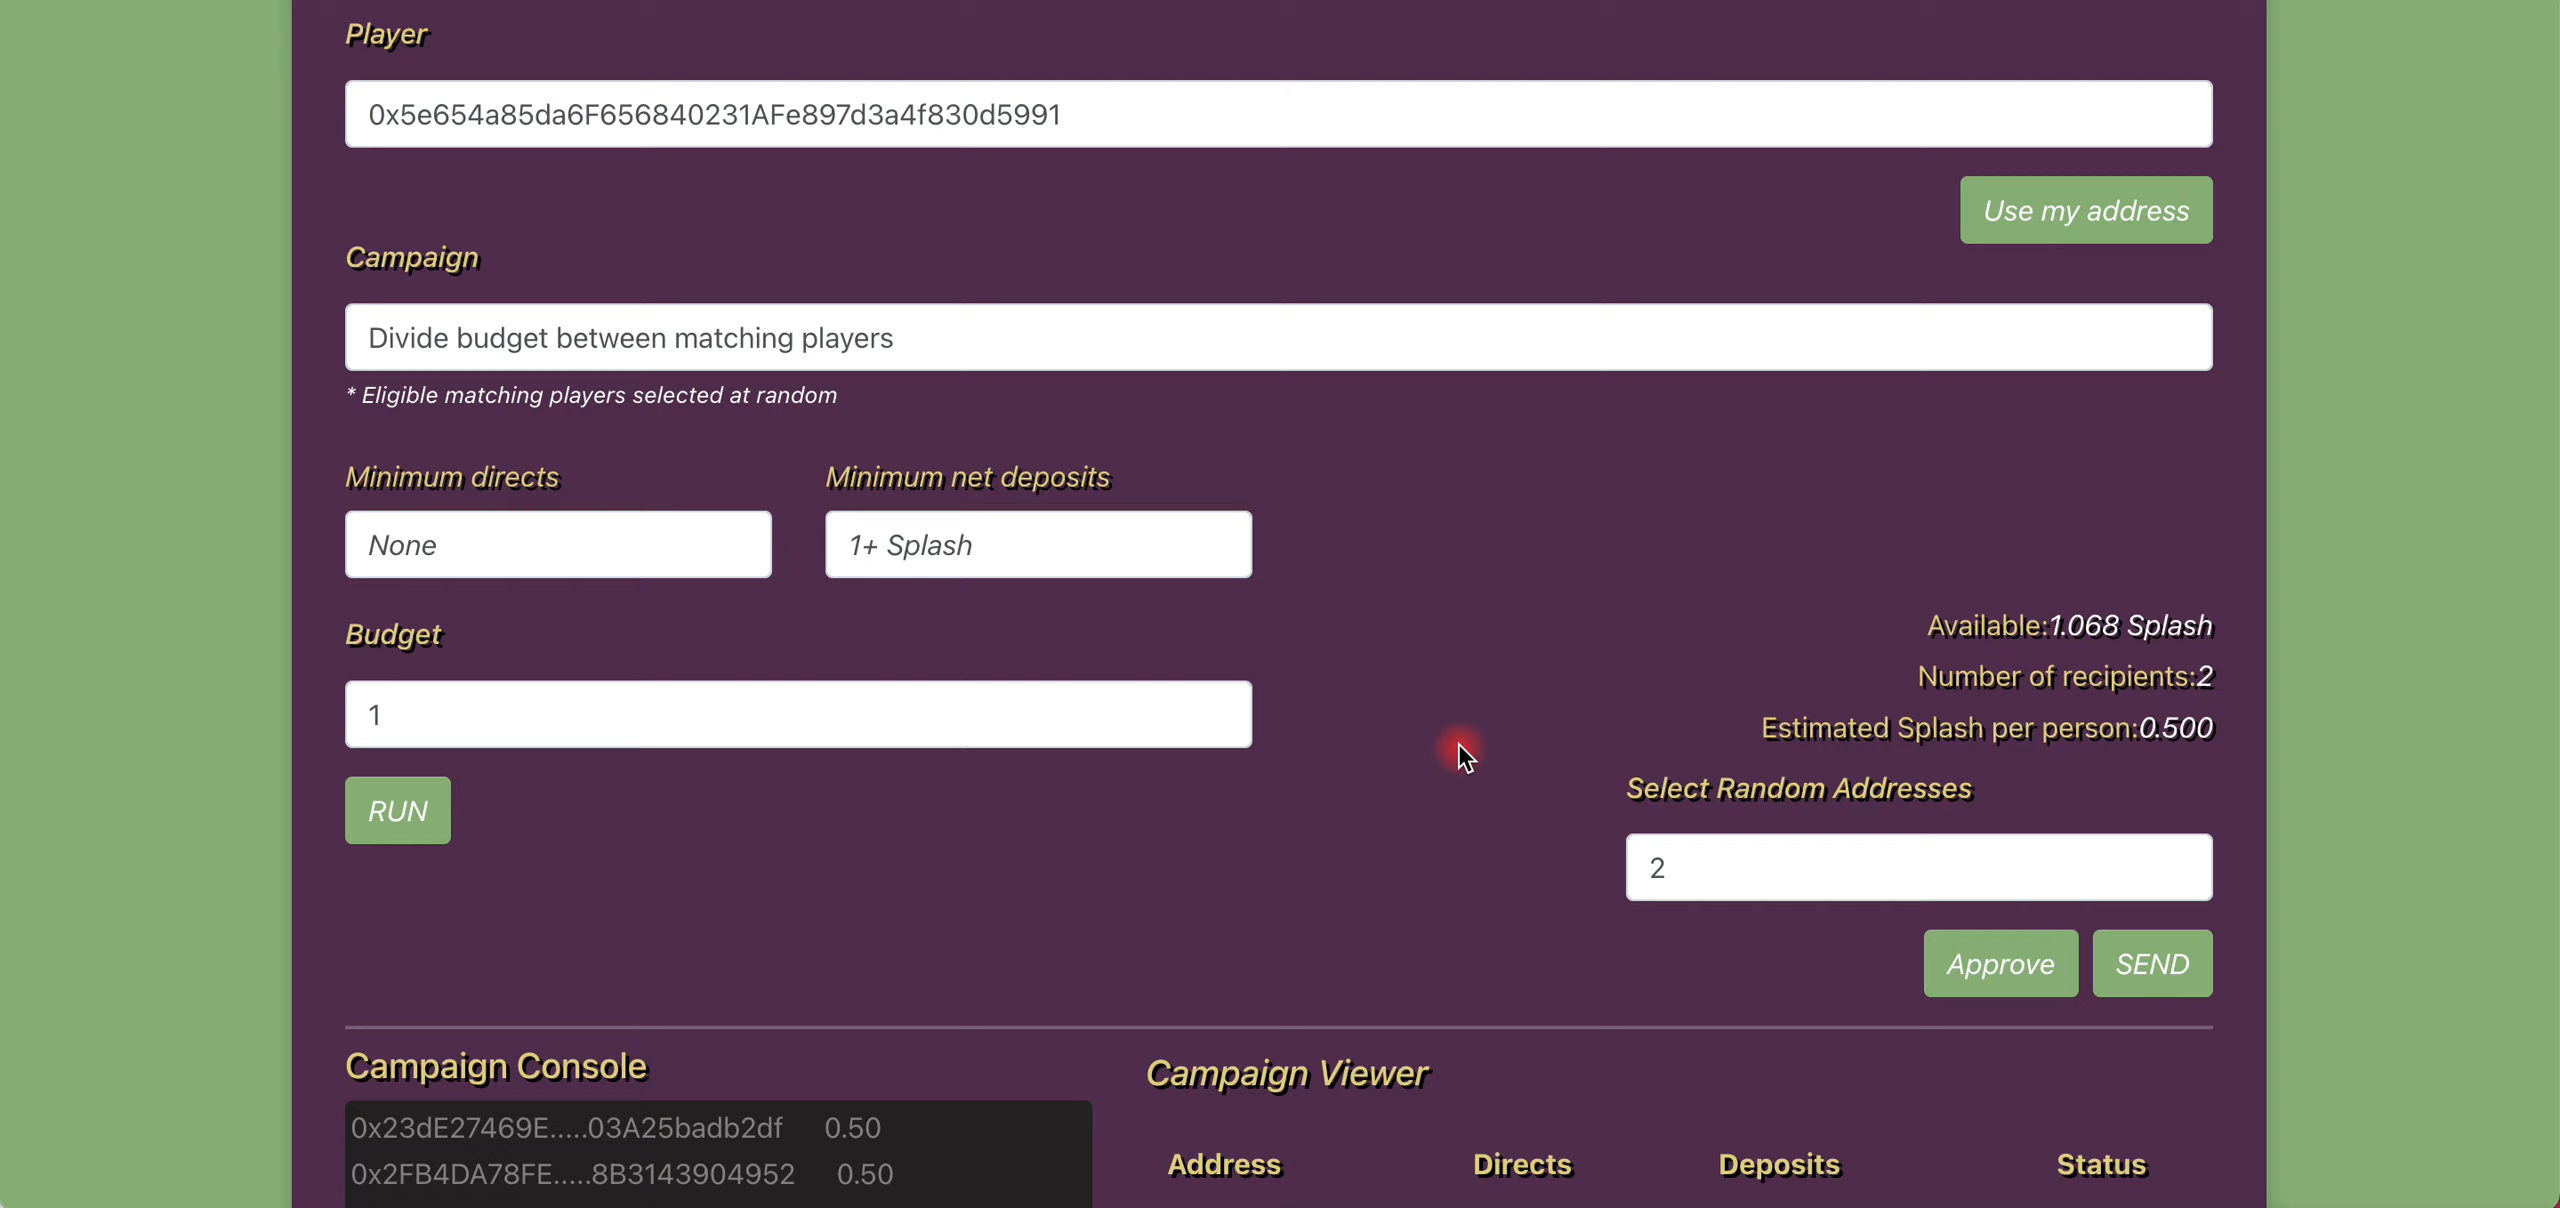 Player
0x5e654a85da6F656840231AFe897d3a4f830d5991
Use my address
Campaign
Divide budget between matching players
* Eligible matching players selected at random
Minimum directs
Minimum net deposits
None
1+ Splash
Budget
1
RUN
Available:1.068 Splash
Number of recipients:2
Estimated Splash per person:0.500
Select Random Addresses
2
Approve
SEND
Campaign Console
0x23dE27469E.....03A25badb2df 0.50
0x2FB4DA78FE.....8B3143904952 0.50
Campaign Viewer
Address Directs Deposits Status